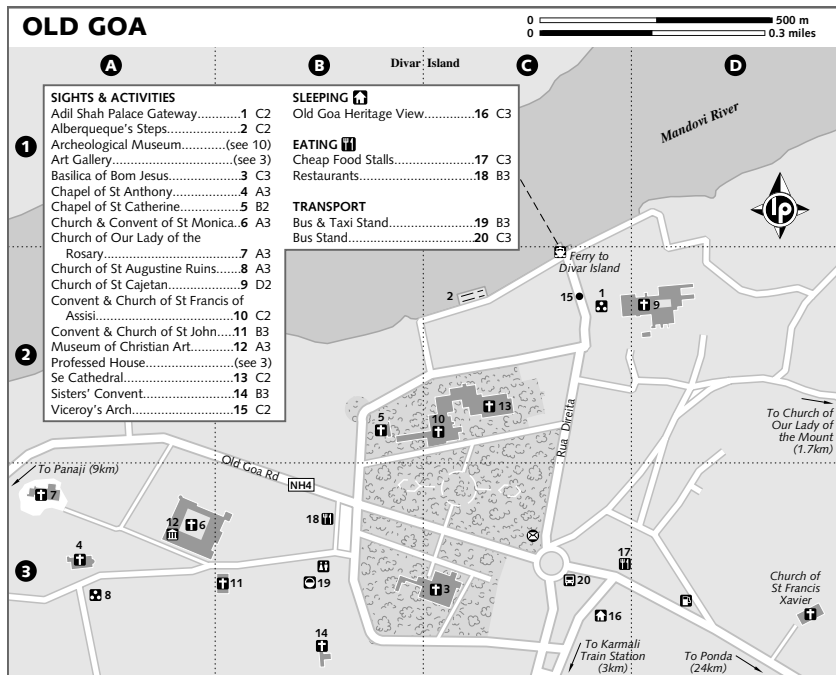 OLD GOA
0 500 m
0 0.3 miles
A
B
C
D
Divar Island
Mandovi River
1
2
3
SIGHTS & ACTIVITIES
Adil Shah Palace Gateway............1 C2
Alberqueque's Steps..................2 C2
Archeological Museum..........(see 10)
Art Gallery............................(see 3)
Basilica of Bom Jesus................3 C3
Chapel of St Anthony................4 A3
Chapel of St Catherine..............5 B2
Church & Convent of St Monica..6 A3
Church of Our Lady of the
Rosary..................................7 A3
Church of St Augustine Ruins.....8 A3
Church of St Cajetan.................9 D2
Convent & Church of St Francis of
Assisi..................................10 C2
Convent & Church of St John....11 B3
Museum of Christian Art...........12 A3
Professed House.....................(see 3)
Se Cathedral...........................13 C2
Sisters' Convent......................14 B3
Viceroy's Arch.........................15 C2
SLEEPING
Old Goa Heritage View.............16 C3
EATING
Cheap Food Stalls....................17 C3
Restaurants............................18 B3
TRANSPORT
Bus & Taxi Stand.....................19 B3
Bus Stand...............................20 C3
lp
Ferry to
Divar Island
2
15
1
9
5
10
13
Rua Direita
To Church of
Our Lady of
the Mount
(1.7km)
To Panaji (9km)
Old Goa Rd
NH4
7
12
6
18
4
8
11
19
3
14
17
20
16
Church of
St Francis
Xavier
To Karmali
Train Station
(3km)
To Ponda
(24km)